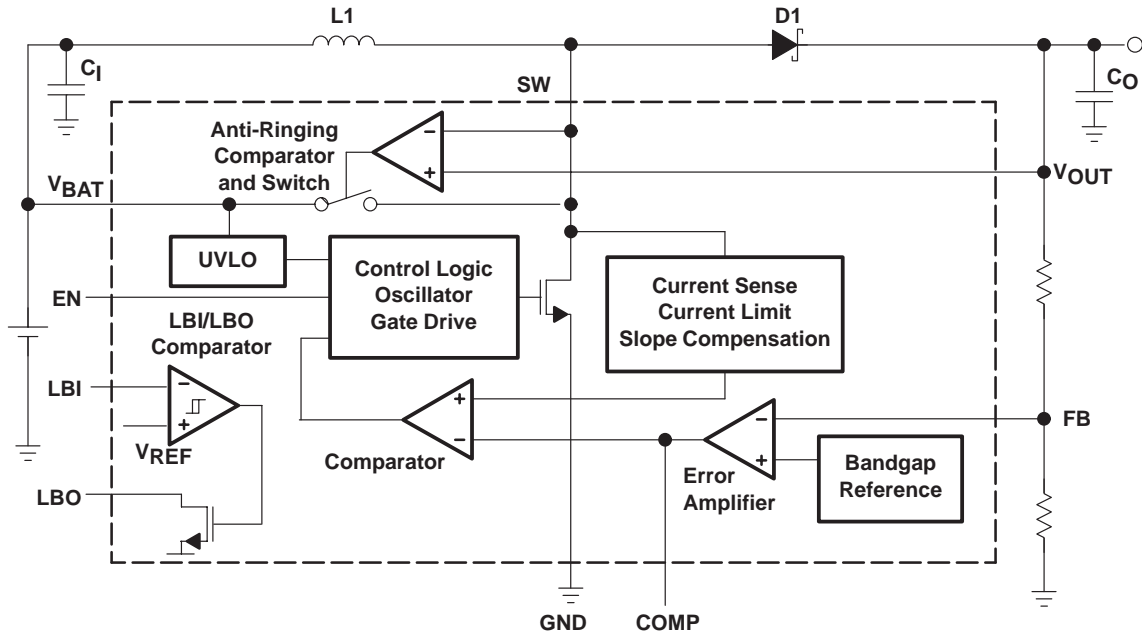 L1
D1
CI
SW
CO
Anti-Ringing
Comparator
and Switch
−
+
VBAT
VOUT
UVLO
Control Logic
Oscillator
Gate Drive
Current Sense
Current Limit
Slope Compensation
EN
LBI/LBO
Comparator
LBI
−
+
VREF
+
−
Comparator
−
+
FB
Error
Amplifier
Bandgap
Reference
LBO
GND
COMP